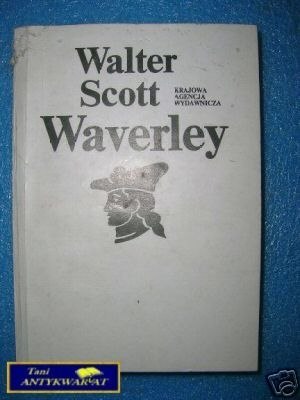 Walter
Scott
KRAJOWA
AGENCJA
WYDAWNICZA
Waverley
Tani
ANTYKWARIAT